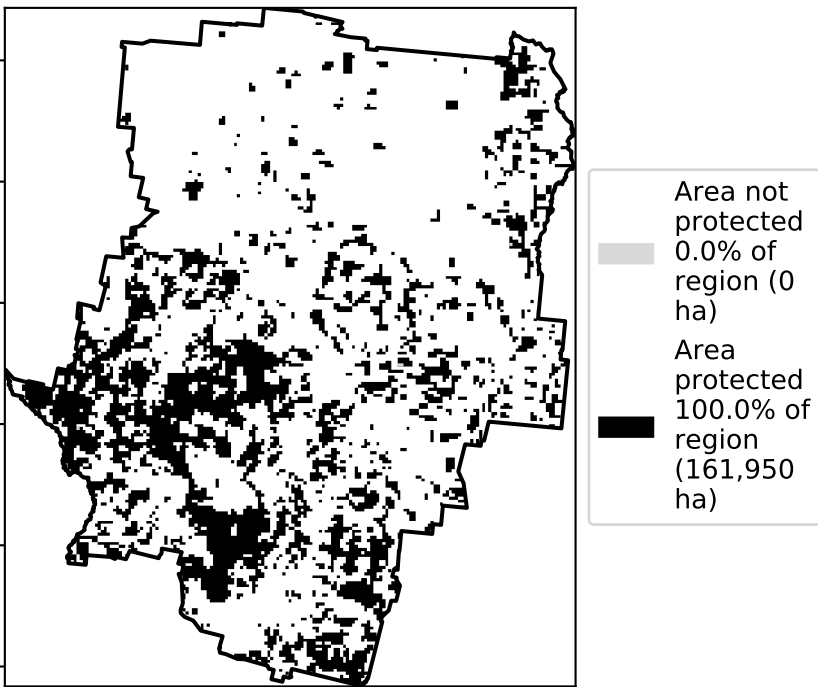 Area not
protected
0.0% of
region (0
ha)
Area
protected
100.0% of
region
(161,950
ha)